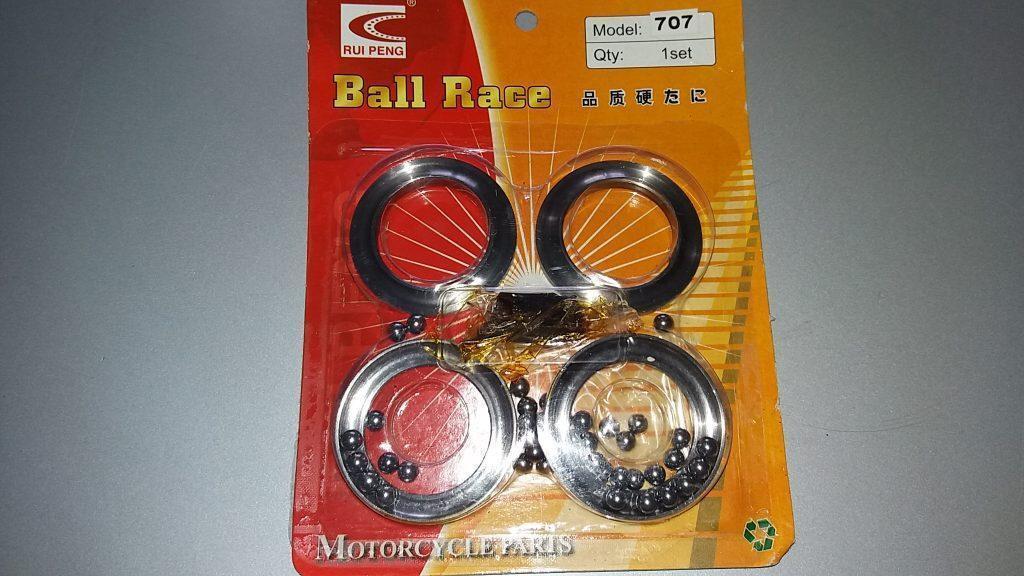 ®
RUI PENG
Model: 707
Qty: 1set
Ball Race
品质硬たに
MOTORCYCLE PARTS